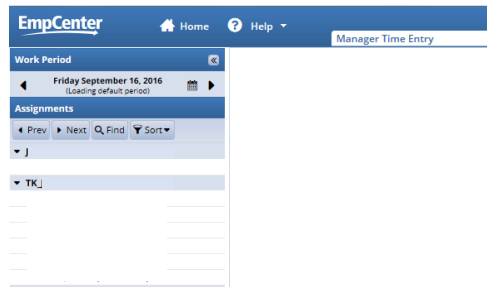 EmpCenter Home ? Help
Manager Time Entry
Work Period «
Friday September 16, 2016
(Loading default period)
Assignments
Prev Next Find Sort
J
TK_J